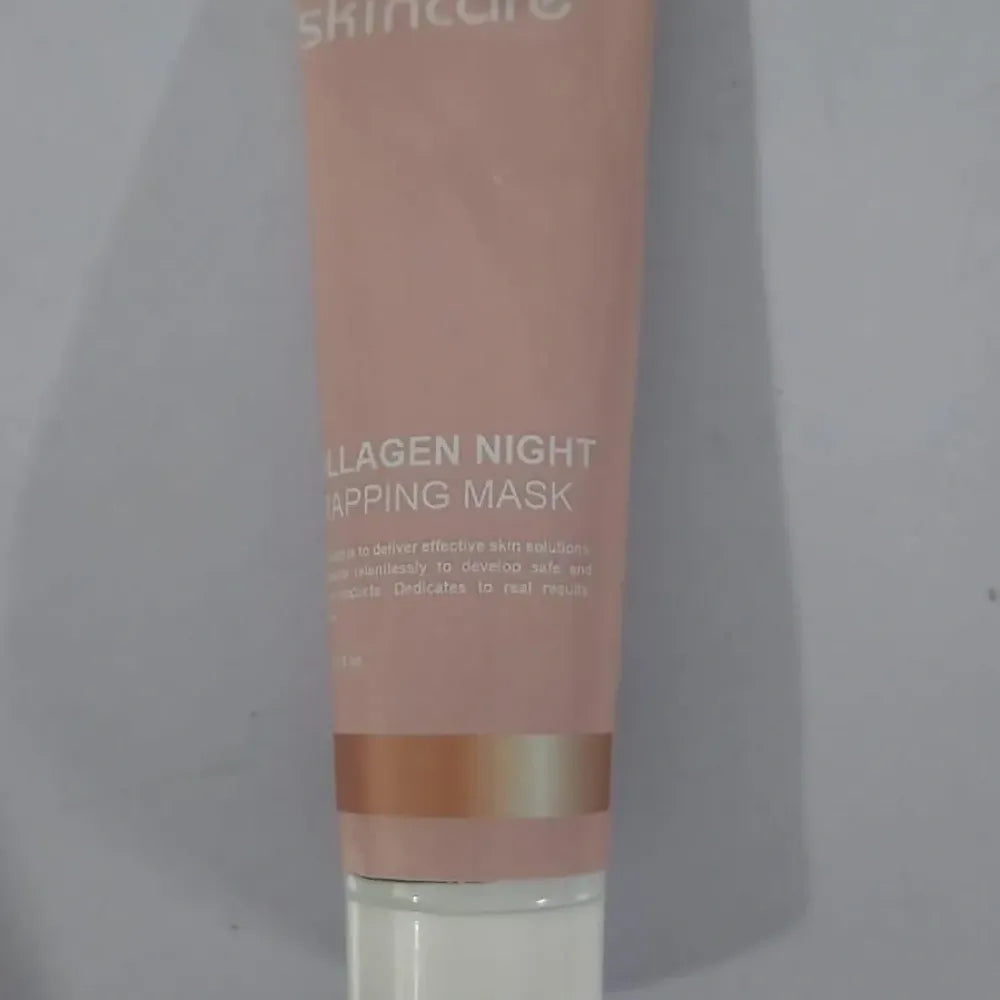 skincare
LLAGEN NIGHT
APPING MASK
is to deliver effective skin solutions
relentlessly to develop safe and
Dedicates to real results